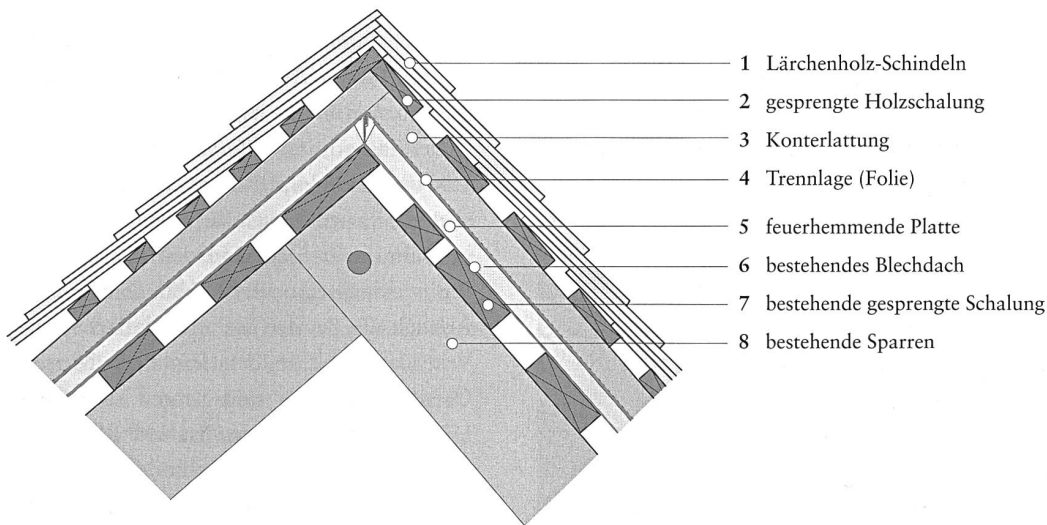 1 Lärchenholz-Schindeln
2 gesprengte Holzschalung
3 Konterlattung
4 Trennlage (Folie)
5 feuerhemmende Platte
6 bestehendes Blechdach
7 bestehende gesprengte Schalung
8 bestehende Sparren